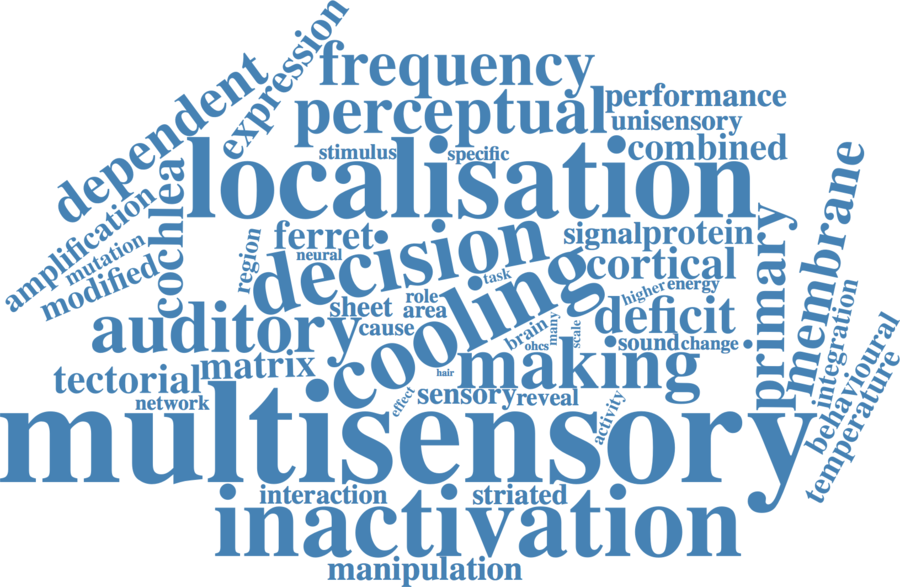 expression
frequency
dependent
perceptual
performance
unisensory
stimulus
specific
combined
localisation
cochlea
amplification
mutation
modified
region
ferret
neural
decision
signal
protein
cortical
primary
membrane
task
cooling
higher
energy
sheet
role
area
auditory
cause
brain
ohcs
many
scale
deficit
sound
change
integration
behavioural
temperature
tectorial
matrix
hair
making
network
effect
sensory
reveal
activity
multisensory
interaction
striated
inactivation
manipulation